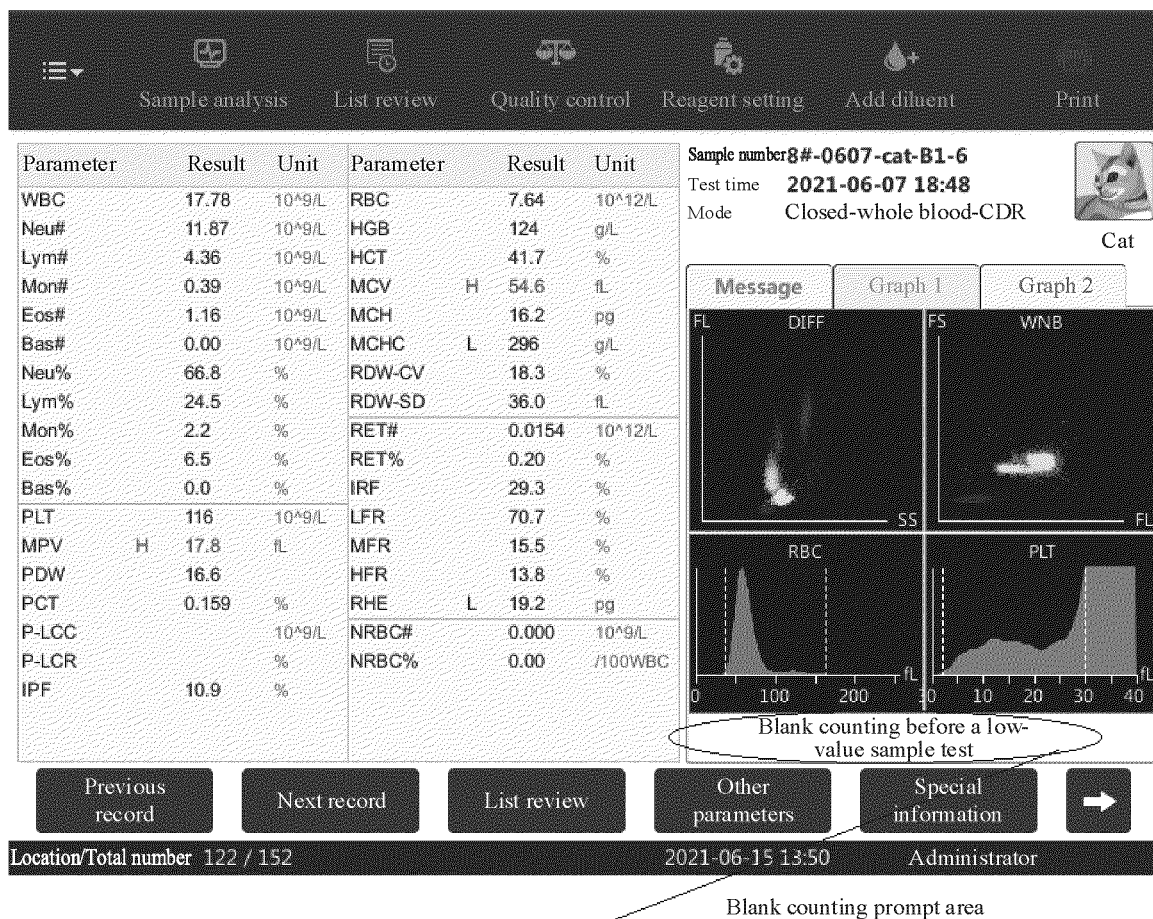 Sample analysis List review Quality control Reagent setting Add diluent Print
Parameter Result Unit Parameter Result Unit
WBC 17.78 10^9/L RBC 7.64 10^12/L
Neu# 11.87 10^9/L HGB 124 g/L
Lym# 4.36 10^9/L HCT 41.7 %
Mon# 0.39 10^9/L MCV H 54.6 fL
Eos# 1.16 10^9/L MCH 16.2 pg
Bas# 0.00 10^9/L MCHC L 296 g/L
Neu% 66.8 % RDW-CV 18.3 %
Lym% 24.5 % RDW-SD 36.0 fL
Mon% 2.2 % RET# 0.0154 10^12/L
Eos% 6.5 % RET% 0.20 %
Bas% 0.0 % IRF 29.3 %
PLT 116 10^9/L LFR 70.7 %
MPV H 17.8 fL MFR 15.5 %
PDW 16.6 HFR 13.8 %
PCT 0.159 % RHE L 19.2 pg
P-LCC 10^9/L NRBC# 0.000 10^9/L
P-LCR % NRBC% 0.00 /100WBC
IPF 10.9 %
Sample number 8#-0607-cat-B1-6
Test time 2021-06-07 18:48
Mode Closed-whole blood-CDR
Cat
Message Graph 1 Graph 2
FL DIFF SS
FS WNB FL
RBC fL
0 100 200 30
PLT fL
0 10 20 30 40
Blank counting before a low-
value sample test
Previous
record
Next record
List review
Other
parameters
Special
information
Location/Total number 122 / 152 2021-06-15 13:50 Administrator
Blank counting prompt area